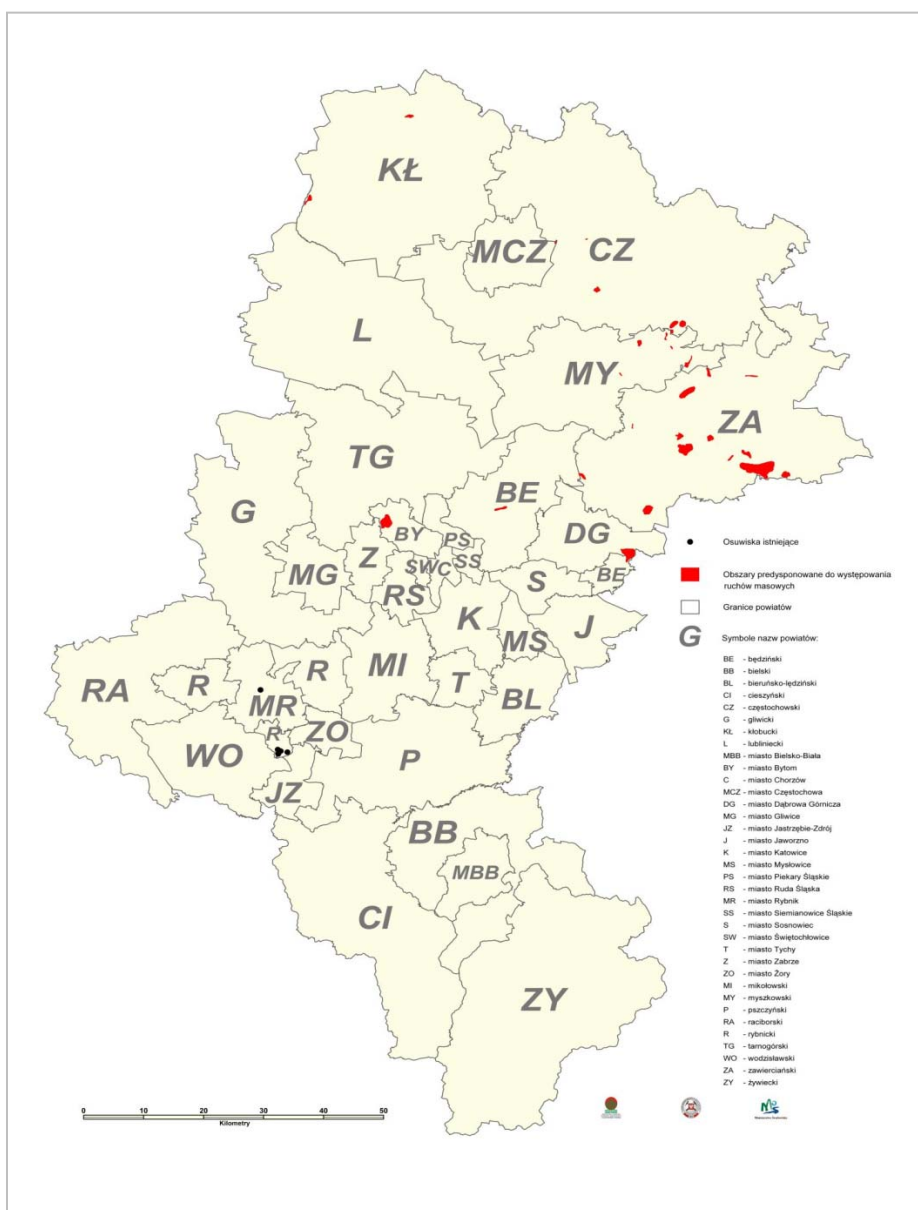 KŁ
MCZ
CZ
L
MY
ZA
TG
G
BE
BY
PS
DG
Z
SS
MG
SWC
BE
RS
S
K
J
MS
R
MI
RA
R
T
BL
MR
ZO
R
WO
P
JZ
BB
MBB
CI
ZY
Osuwiska istniejące
Obszary predysponowane do występowania
ruchów masowych
Granice powiatów
G Symbole nazw powiatów:
BE - będziński
BB - bielski
BL - bieruńsko-lędziński
CI - cieszyński
CZ - częstochowski
G - gliwicki
KŁ - kłobucki
L - lubliniecki
MBB - miasto Bielsko-Biała
BY - miasto Bytom
C - miasto Chorzów
MCZ - miasto Częstochowa
DG - miasto Dąbrowa Górnicza
MG - miasto Gliwice
JZ - miasto Jastrzębie-Zdrój
J - miasto Jaworzno
K - miasto Katowice
MS - miasto Mysłowice
PS - miasto Piekary Śląskie
RS - miasto Ruda Śląska
MR - miasto Rybnik
SS - miasto Siemianowice Śląskie
S - miasto Sosnowiec
SW - miasto Świętochłowice
T - miasto Tychy
Z - miasto Zabrze
ZO - miasto Żory
MI - mikołowski
MY - myszkowski
P - pszczyński
RA - raciborski
R - rybnicki
TG - tarnogórski
WO - wodzisławski
ZA - zawierciański
ZY - żywiecki
0 10 20 30 40 50
Kilometry